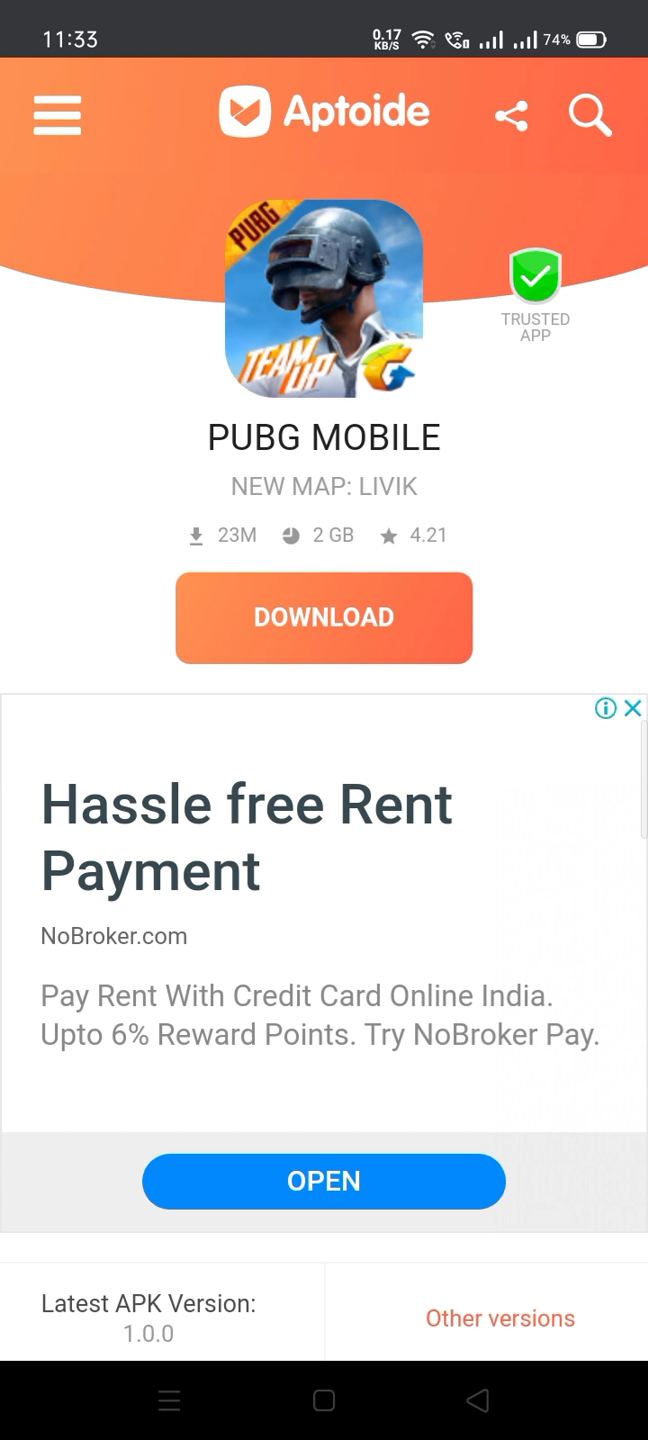 11:33
0.17
KB/S
74%
Aptoide
PUBG
TEAM UP
TRUSTED
APP
PUBG MOBILE
NEW MAP: LIVIK
23M 2 GB 4.21
DOWNLOAD
Hassle free Rent
Payment
NoBroker.com
Pay Rent With Credit Card Online India.
Upto 6% Reward Points. Try NoBroker Pay.
OPEN
Latest APK Version:
1.0.0
Other versions